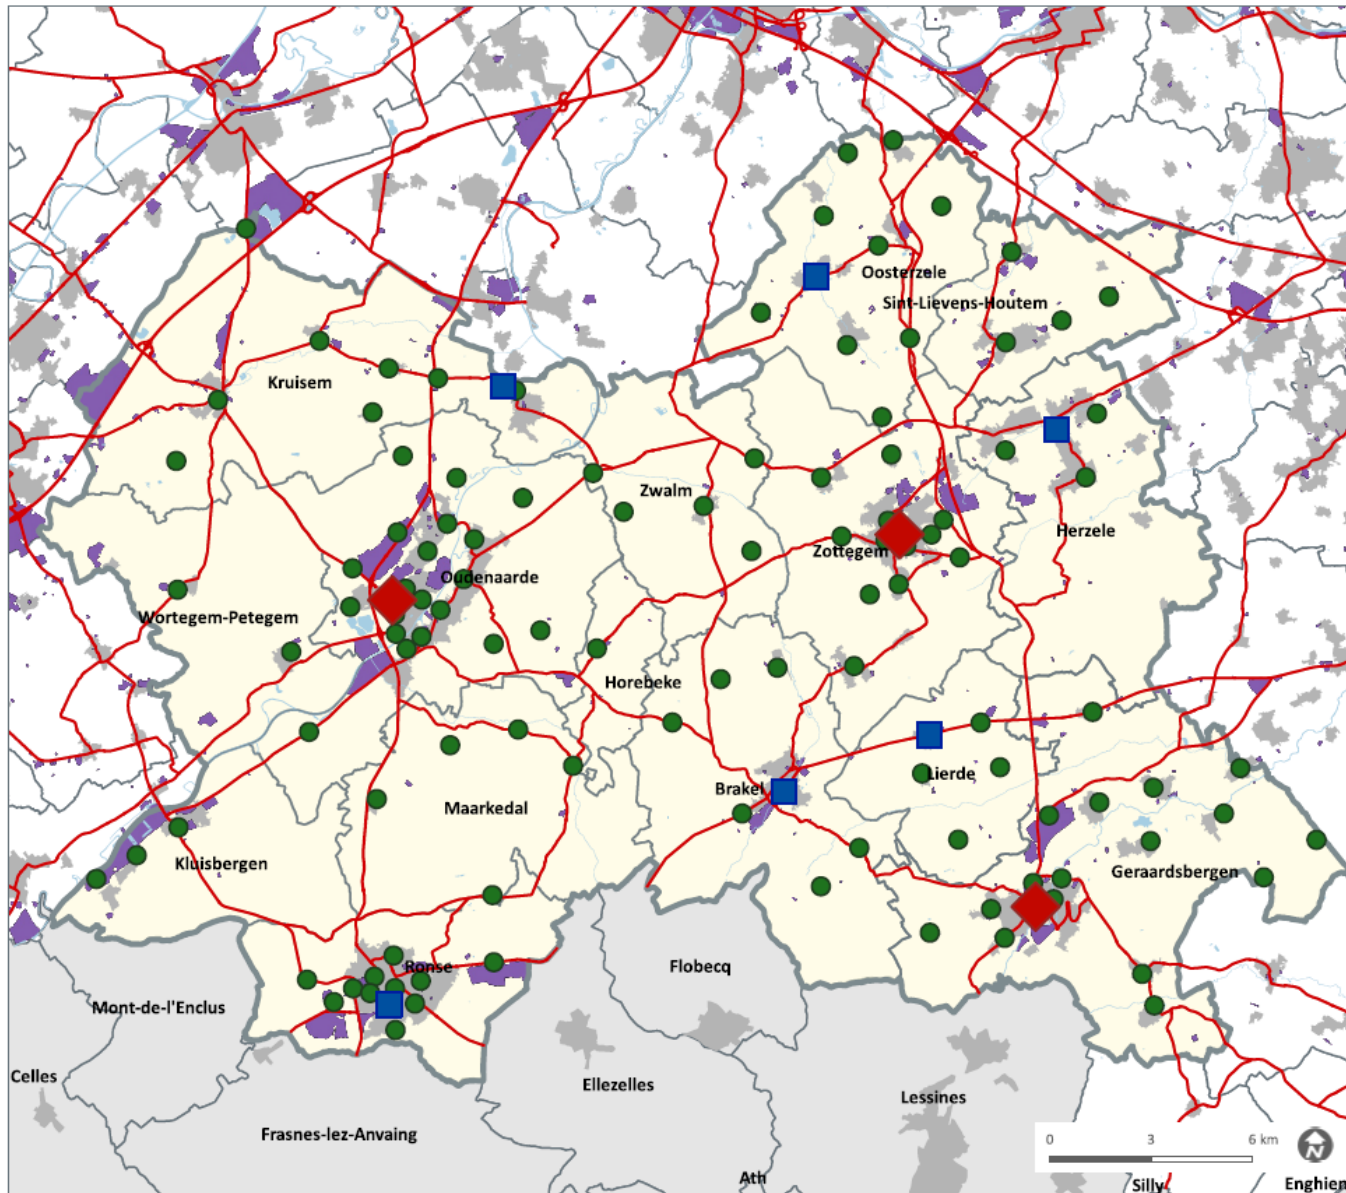 Oosterzele
Sint-Lievens-Houtem
Kruisem
Zwalm
Herzele
Zottegem
Oudenaarde
Wortegem-Petegem
Horebeke
Lierde
Brakel
Maarkedal
Kluisbergen
Geraardsbergen
Ronse
Flobecq
Mont-de-l'Enclus
Celles
Ellezelles
Lessines
Frasnes-lez-Anvaing
0 3 6 km
N
Ath
Silly
Enghien